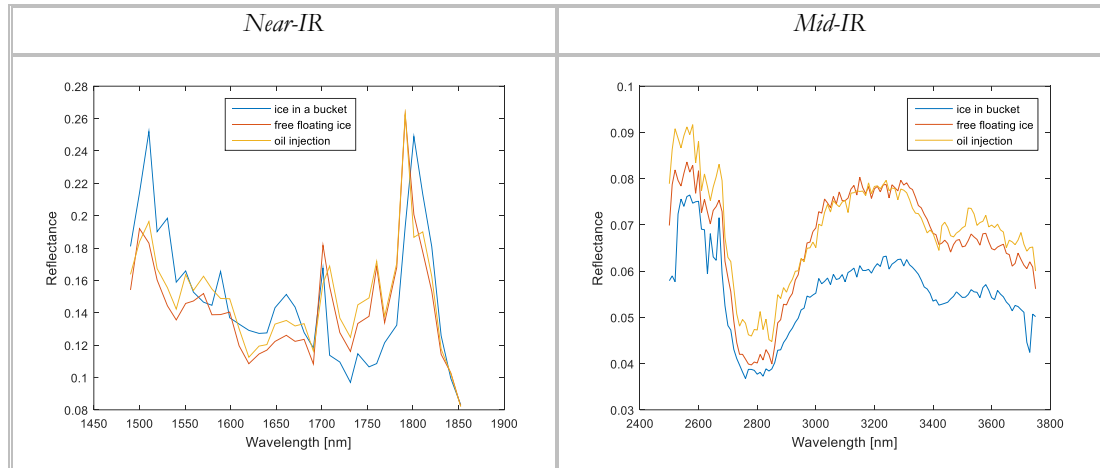 Near-IR
Mid-IR
0.28
0.26
0.24
0.22
0.2
0.18
0.16
0.14
0.12
0.1
0.08
Reflectance
ice in a bucket
free floating ice
oil injection
1450 1500 1550 1600 1650 1700 1750 1800 1850 1900
Wavelength [nm]
0.1
0.09
0.08
0.07
0.06
0.05
0.04
0.03
Reflectance
ice in bucket
free floating ice
oil injection
2400 2600 2800 3000 3200 3400 3600 3800
Wavelength [nm]